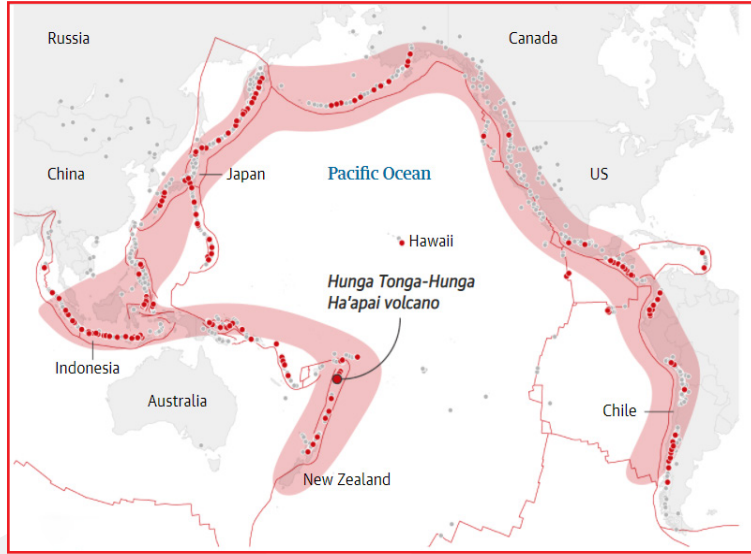 Russia
Canada
China
Japan
Pacific Ocean
US
Hawaii
Hunga Tonga-Hunga
Ha'apai volcano
Indonesia
Australia
Chile
New Zealand